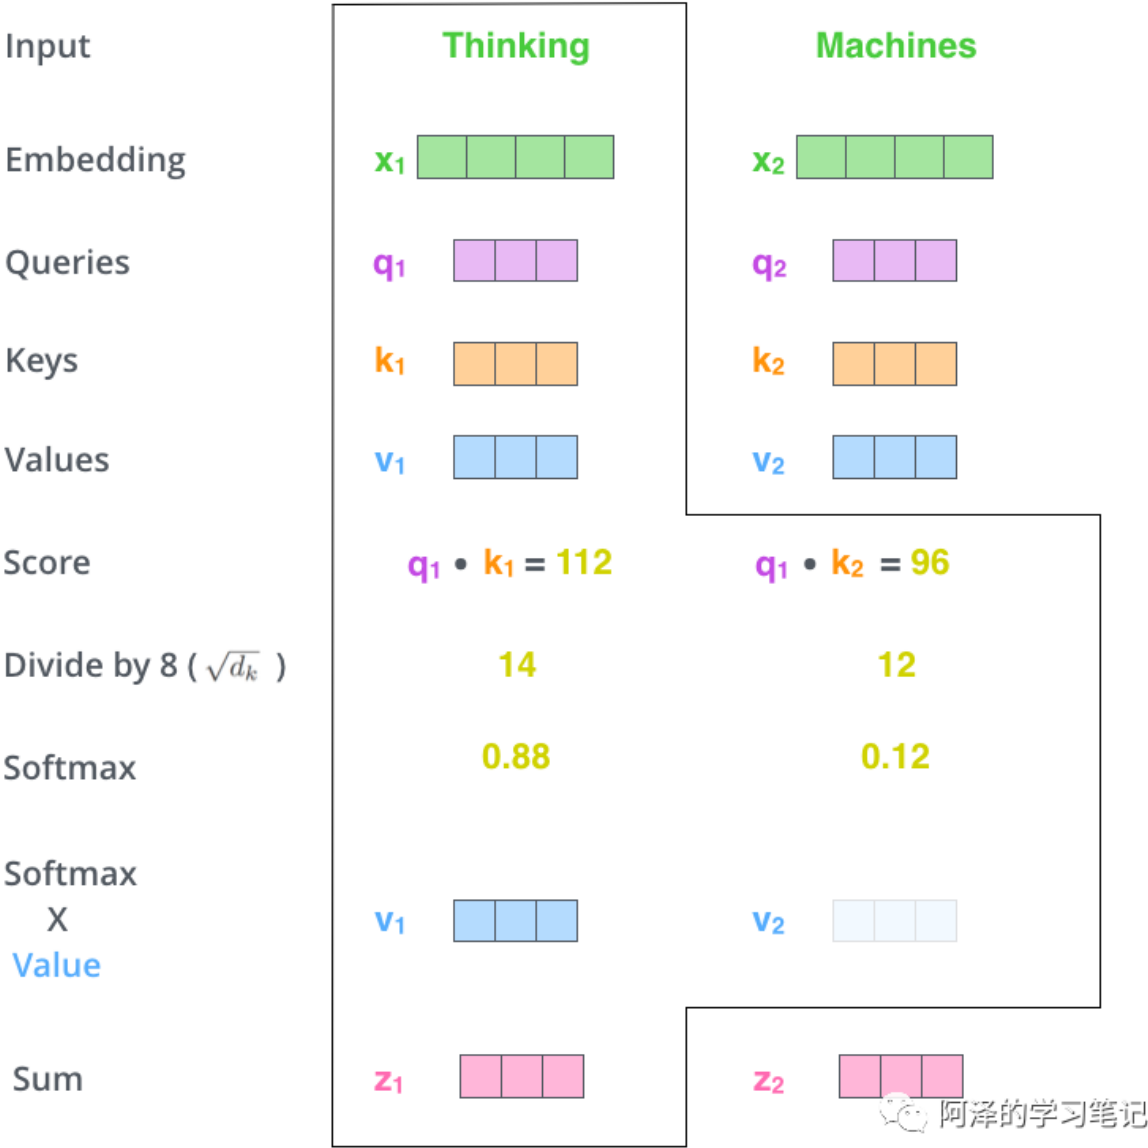 Input Thinking Machines
Embedding x₁ x₂
Queries q₁ q₂
Keys k₁ k₂
Values v₁ v₂
Score q₁ • k₁ = 112 q₁ • k₂ = 96
Divide by 8 ( √dₖ ) 14 12
Softmax 0.88 0.12
Softmax
X
Value
v₁ v₂
Sum z₁ z₂
阿泽的学习笔记